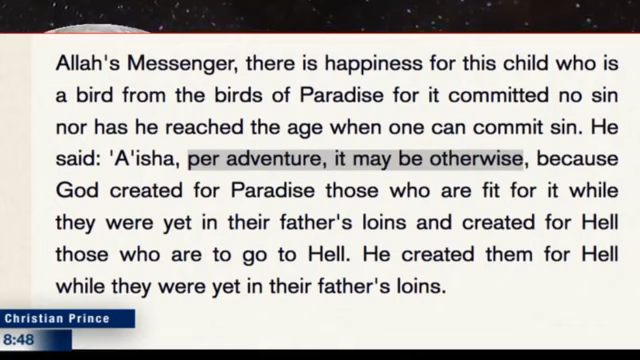 Allah's Messenger, there is happiness for this child who is
a bird from the birds of Paradise for it committed no sin
nor has he reached the age when one can commit sin. He
said: 'A'isha, per adventure, it may be otherwise, because
God created for Paradise those who are fit for it while
they were yet in their father's loins and created for Hell
those who are to go to Hell. He created them for Hell
while they were yet in their father's loins.
Christian Prince
8:48